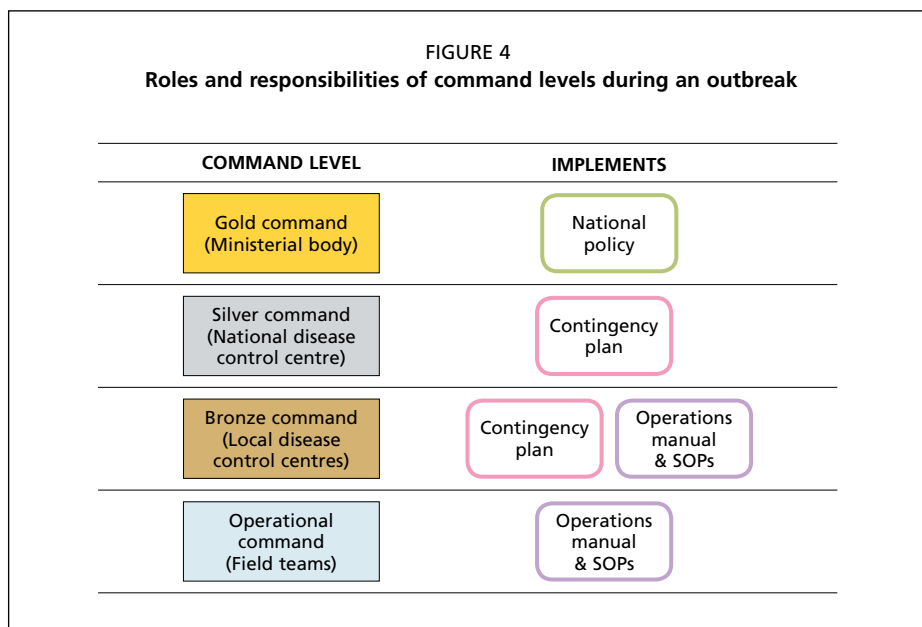 FIGURE 4
Roles and responsibilities of command levels during an outbreak
COMMAND LEVEL
IMPLEMENTS
Gold command
(Ministerial body)
National
policy
Silver command
(National disease
control centre)
Contingency
plan
Bronze command
(Local disease
control centres)
Contingency
plan
Operations
manual
& SOPs
Operational
command
(Field teams)
Operations
manual
& SOPs